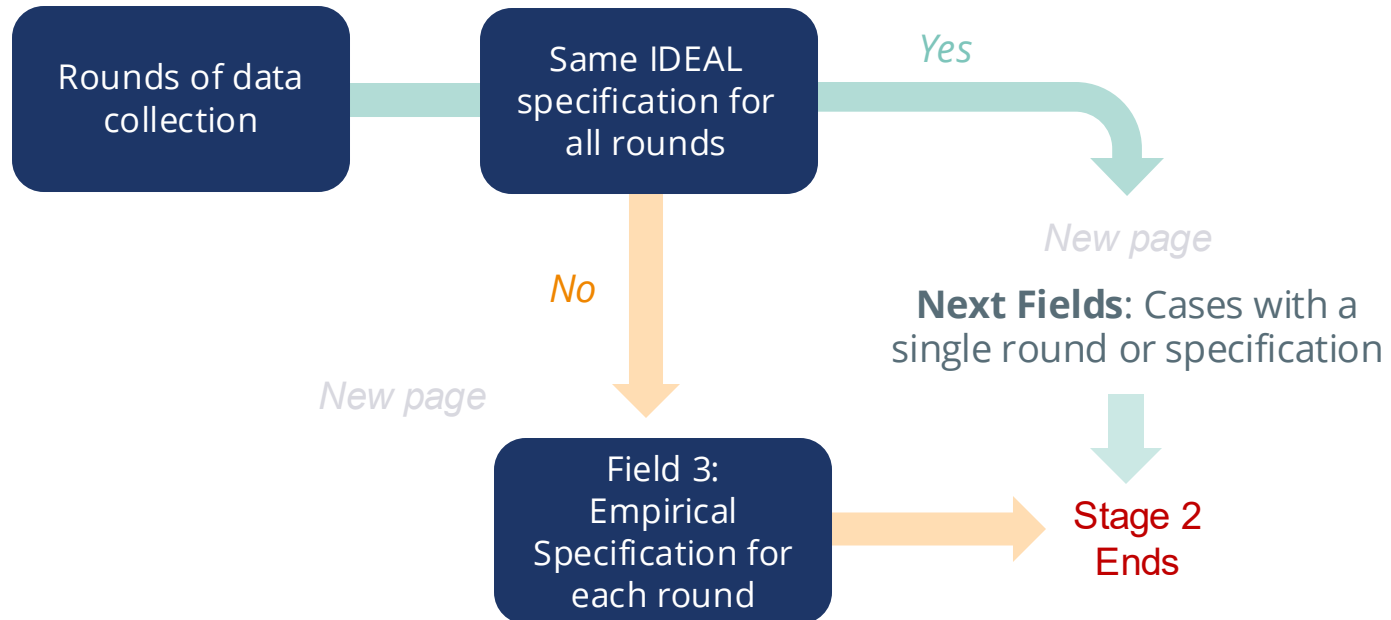 Rounds of data
collection
Same IDEAL
specification for
all rounds
Yes
New page
Next Fields: Cases with a
single round or specification
No
New page
Field 3:
Empirical
Specification for
each round
Stage 2
Ends